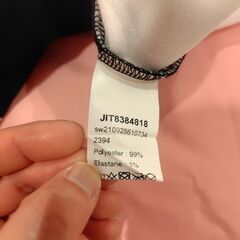 JIT8384818
sw210928610734
2394
Polyester : 99%
Elastane : 1%